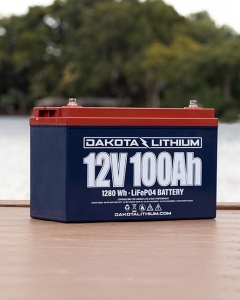 DAKOTA LITHIUM
12V 100Ah
1280 Wh · LiFePO4 BATTERY
DAKOTALITHIUM.COM